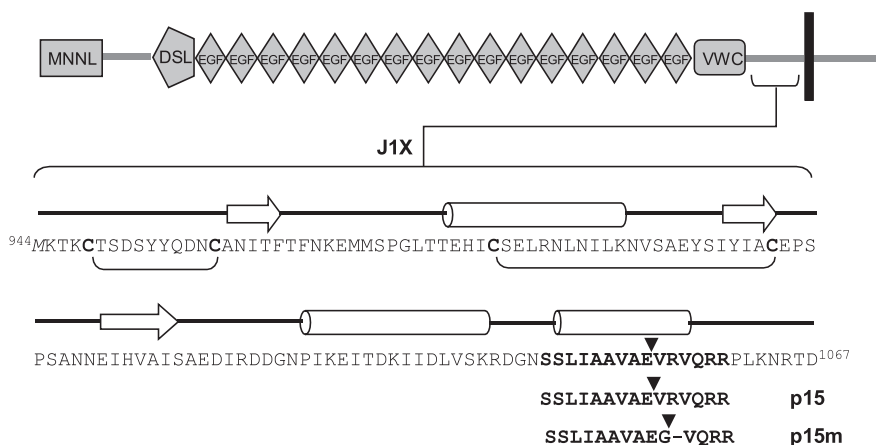 MNNL DSL EGF EGF EGF EGF EGF EGF EGF EGF EGF EGF EGF EGF EGF EGF EGF EGF VWC
J1X
944MKTKCTSDSYYQDNCANITFTFNKEMMSPGLTTEHICSELRNLNILKNVSAEYSIYIACEPS
PSANNEIHVAISAEDIRDDGNPIKEITDKIIDLVSKRDGNSSLIAAVAEVRVQRRPLKNRTD1067
SSLIAAVAEVRVQRR p15
SSLIAAVAEG-VQRR p15m